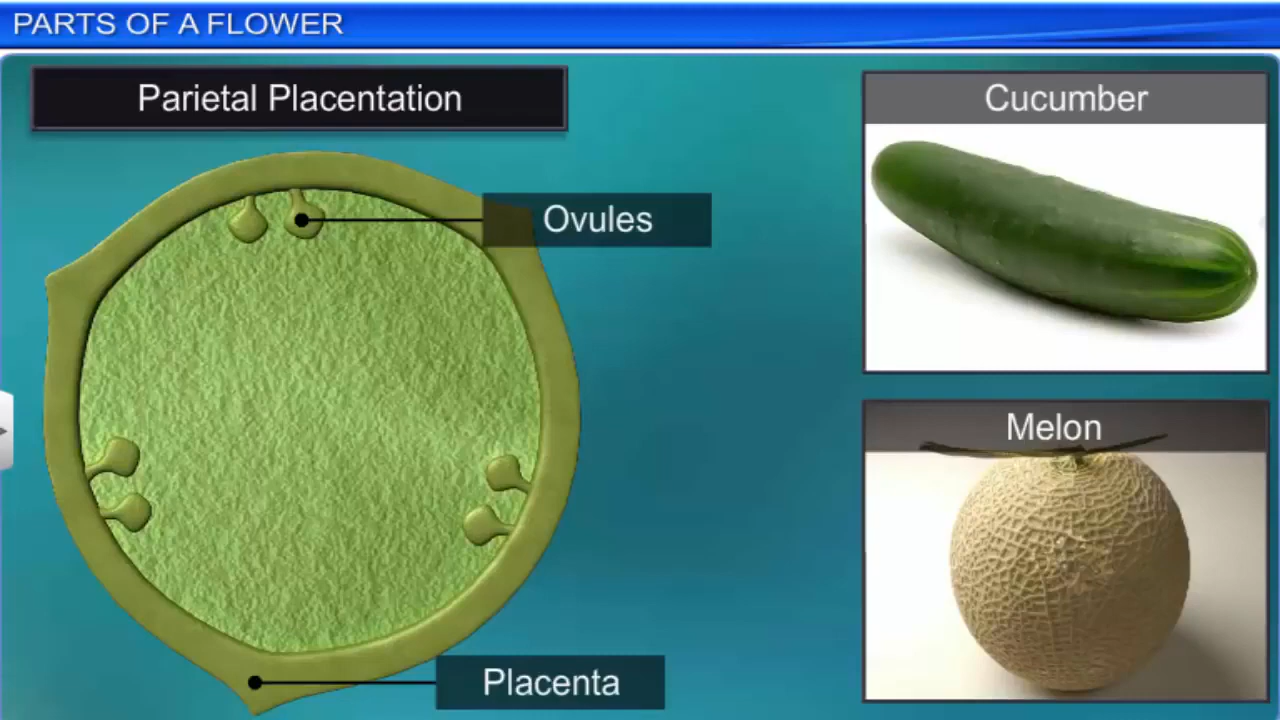 PARTS OF A FLOWER
Parietal Placentation
Cucumber
Ovules
Melon
Placenta